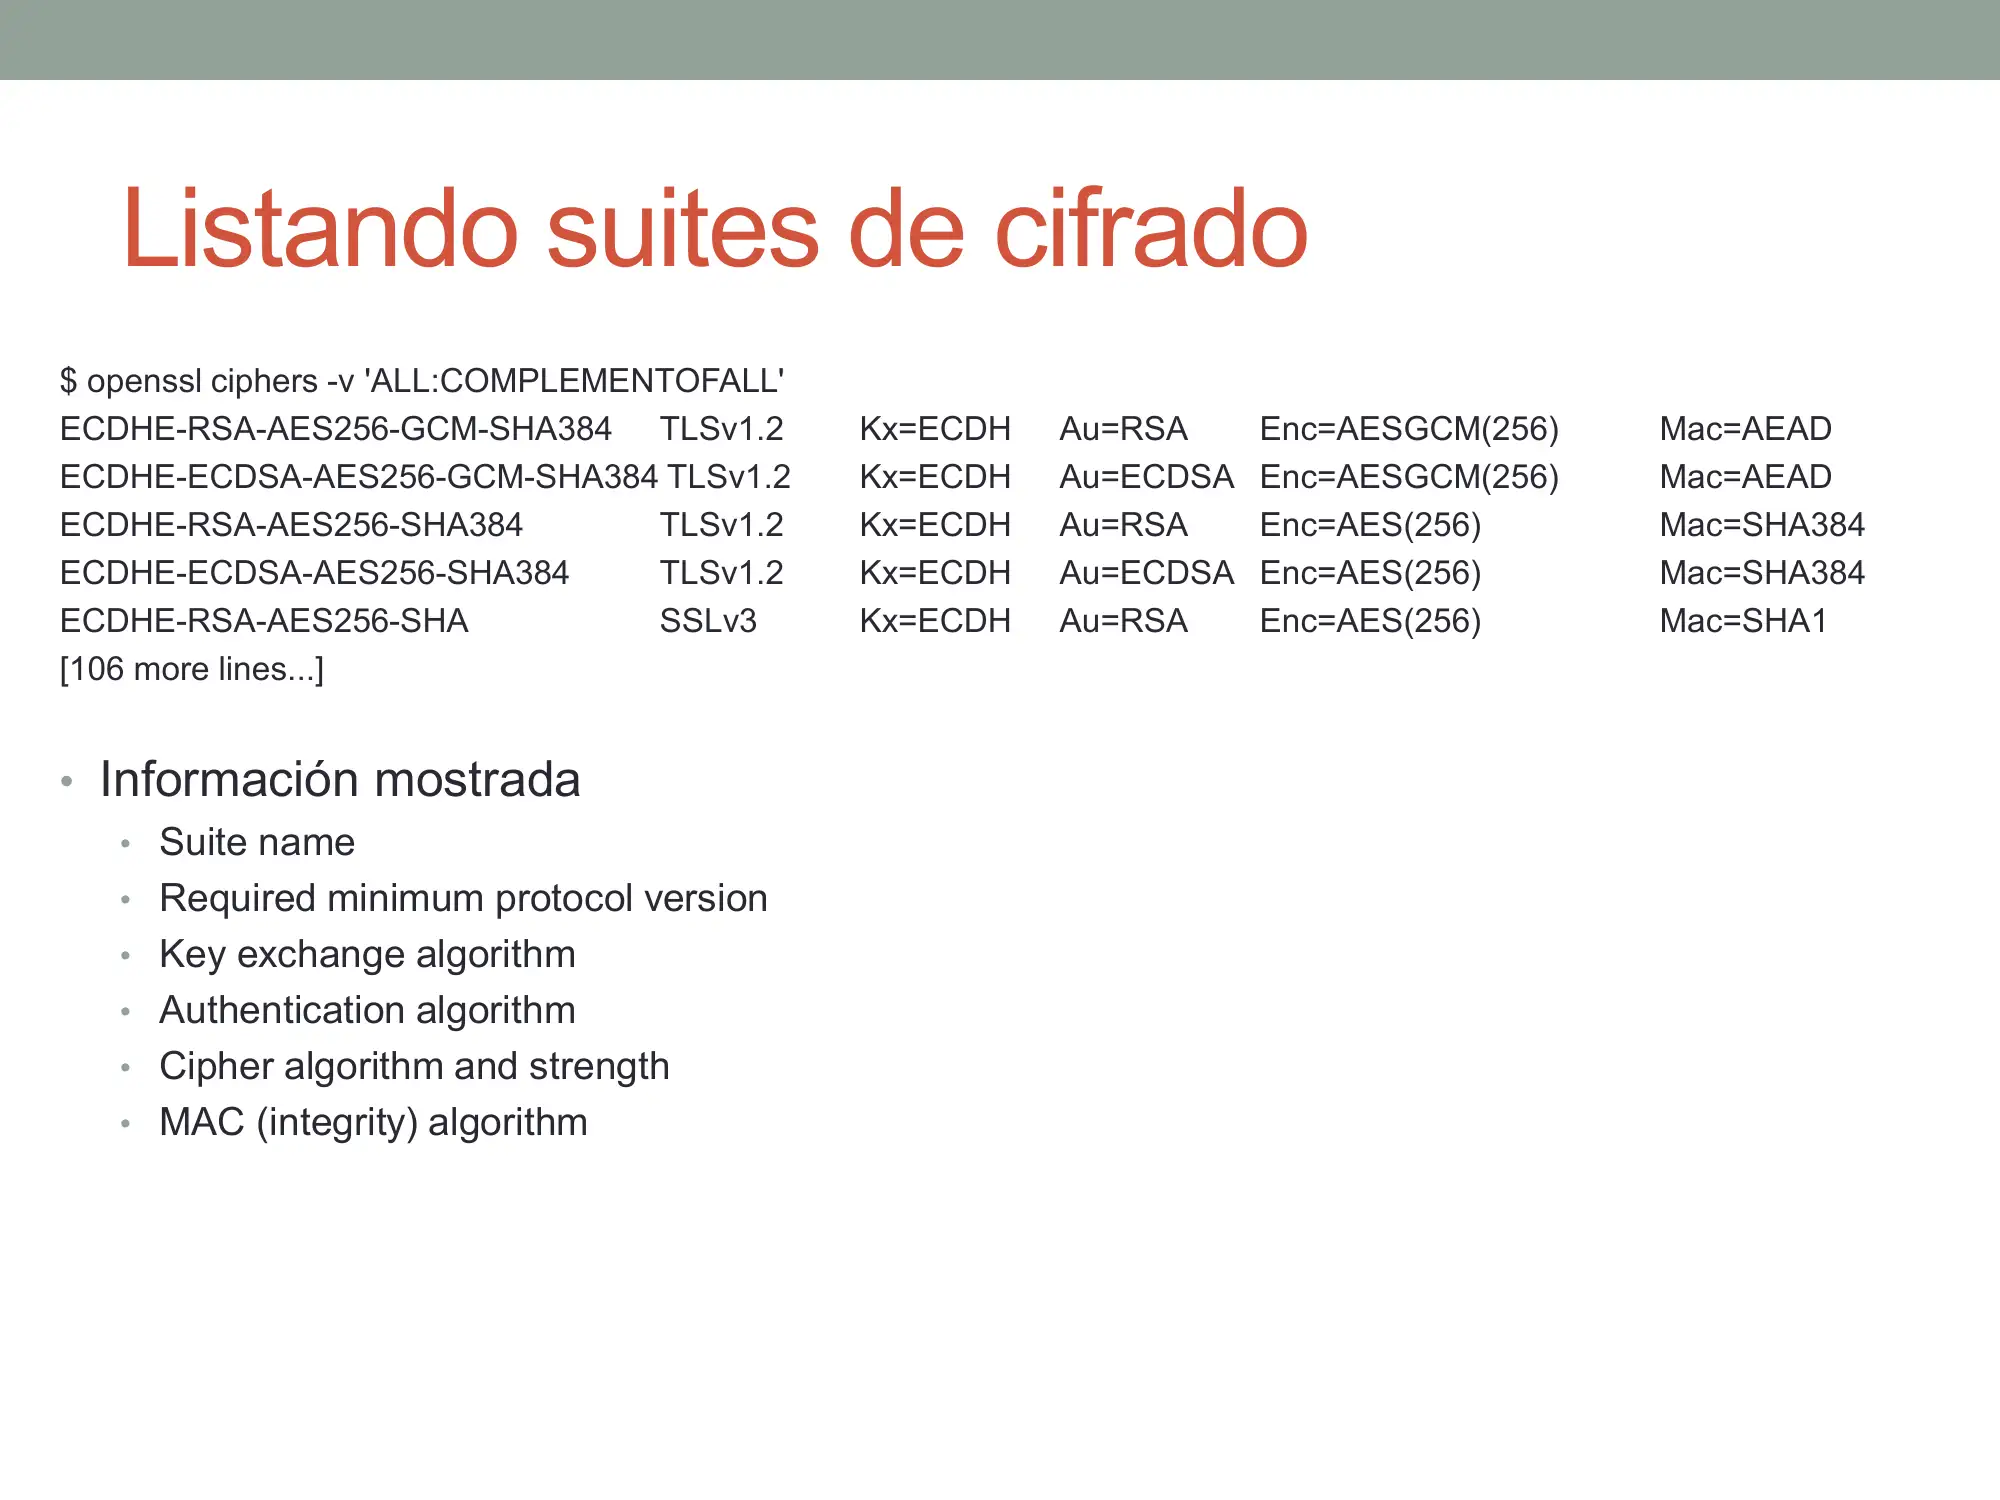 Listando suites de cifrado
$ openssl ciphers -v 'ALL:COMPLEMENTOFALL'
ECDHE-RSA-AES256-GCM-SHA384 TLSv1.2 Kx=ECDH Au=RSA Enc=AESGCM(256) Mac=AEAD
ECDHE-ECDSA-AES256-GCM-SHA384 TLSv1.2 Kx=ECDH Au=ECDSA Enc=AESGCM(256) Mac=AEAD
ECDHE-RSA-AES256-SHA384 TLSv1.2 Kx=ECDH Au=RSA Enc=AES(256) Mac=SHA384
ECDHE-ECDSA-AES256-SHA384 TLSv1.2 Kx=ECDH Au=ECDSA Enc=AES(256) Mac=SHA384
ECDHE-RSA-AES256-SHA SSLv3 Kx=ECDH Au=RSA Enc=AES(256) Mac=SHA1
[106 more lines...]
• Información mostrada
• Suite name
• Required minimum protocol version
• Key exchange algorithm
• Authentication algorithm
• Cipher algorithm and strength
• MAC (integrity) algorithm